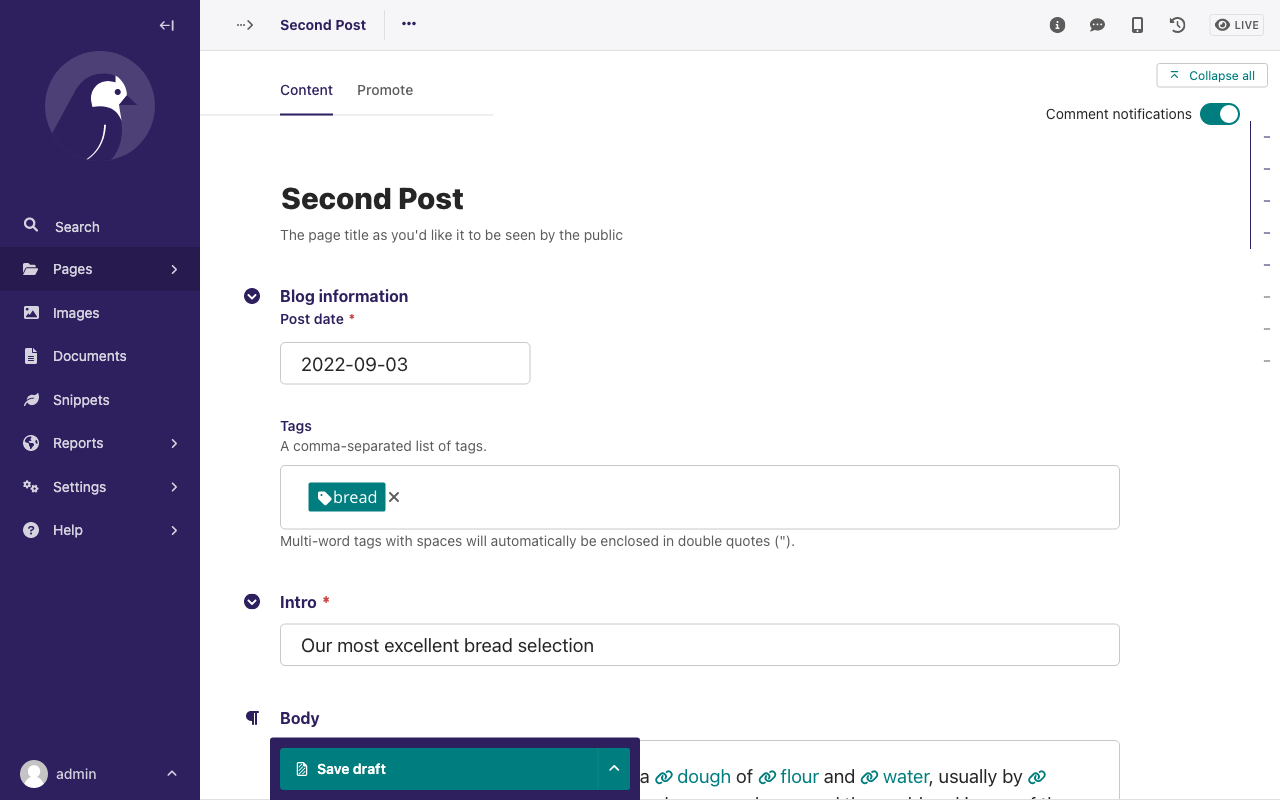 Second Post
LIVE
Collapse all
Content Promote
Comment notifications
Second Post
The page title as you'd like it to be seen by the public
Search
Pages
Images
Documents
Snippets
Reports
Settings
Help
admin
Blog information
Post date *
2022-09-03
Tags
A comma-separated list of tags.
bread
Multi-word tags with spaces will automatically be enclosed in double quotes (").
Intro *
Our most excellent bread selection
Body
a dough of flour and water, usually by
Save draft